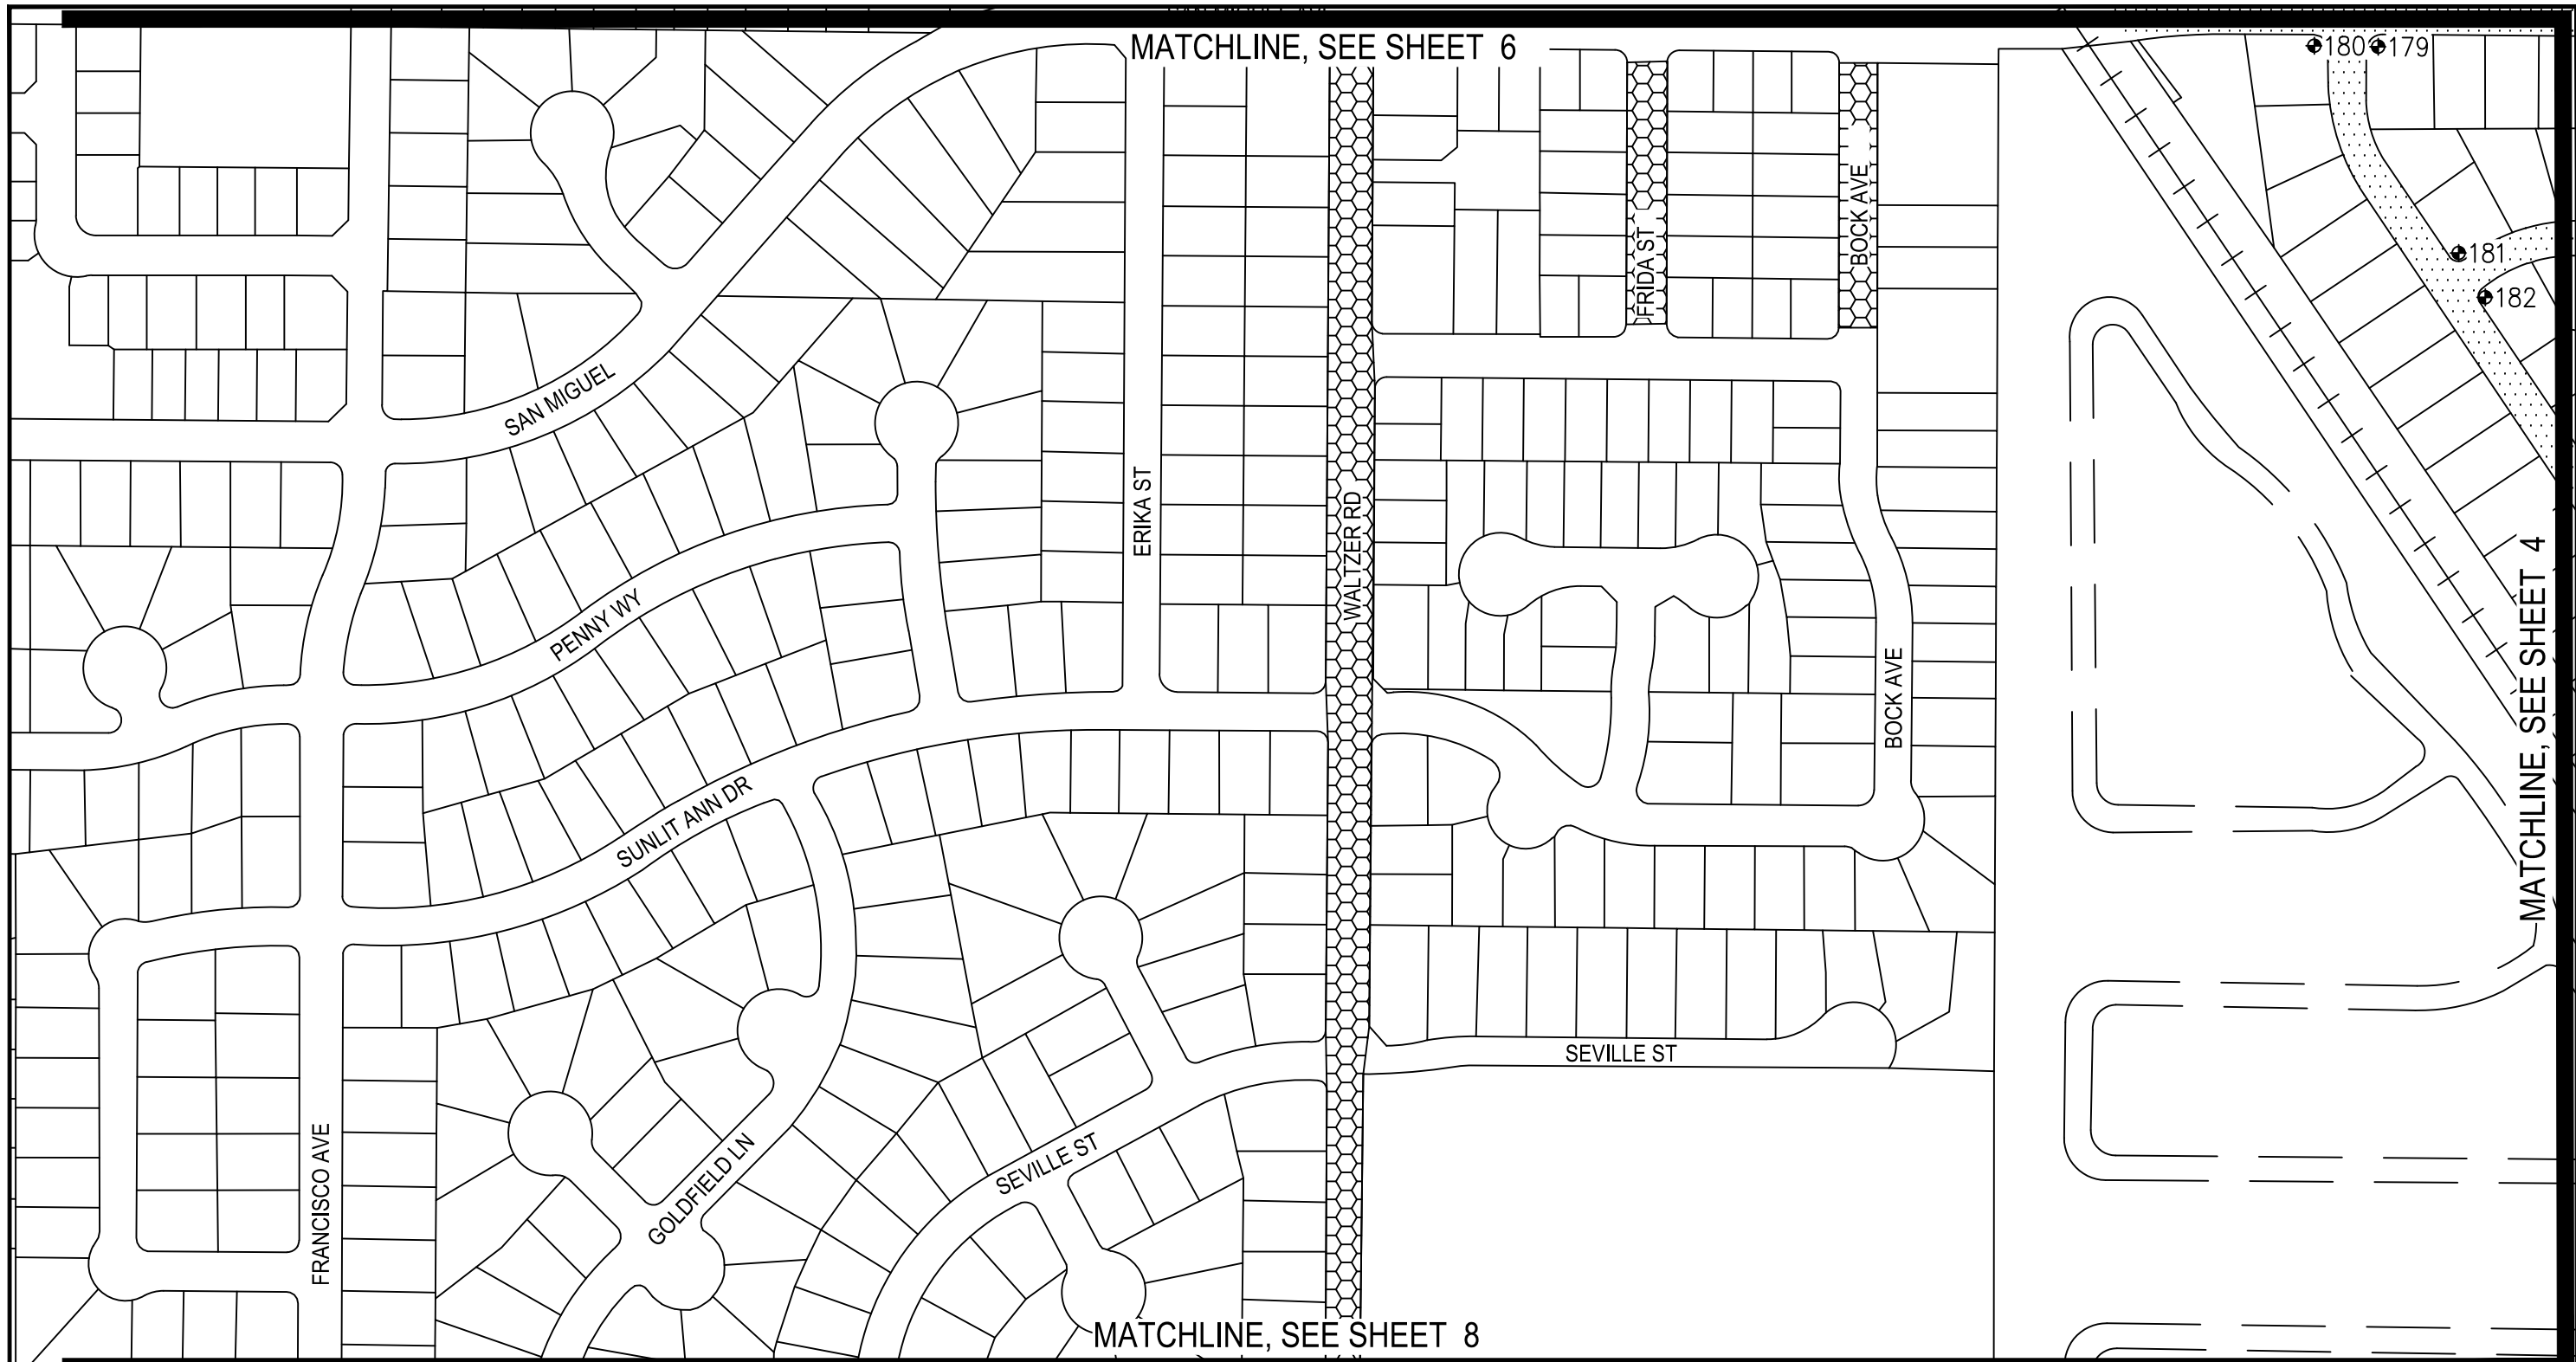 MATCHLINE, SEE SHEET 6
180
179
BOCK AVE
FRIDA ST
181
182
SAN MIGUEL
ERIKA ST
WALTZER RD
PENNY WY
BOCK AVE
MATCHLINE, SEE SHEET 4
SUNLIT ANN DR
SEVILLE ST
FRANCISCO AVE
GOLDFIELD LN
SEVILLE ST
MATCHLINE, SEE SHEET 8